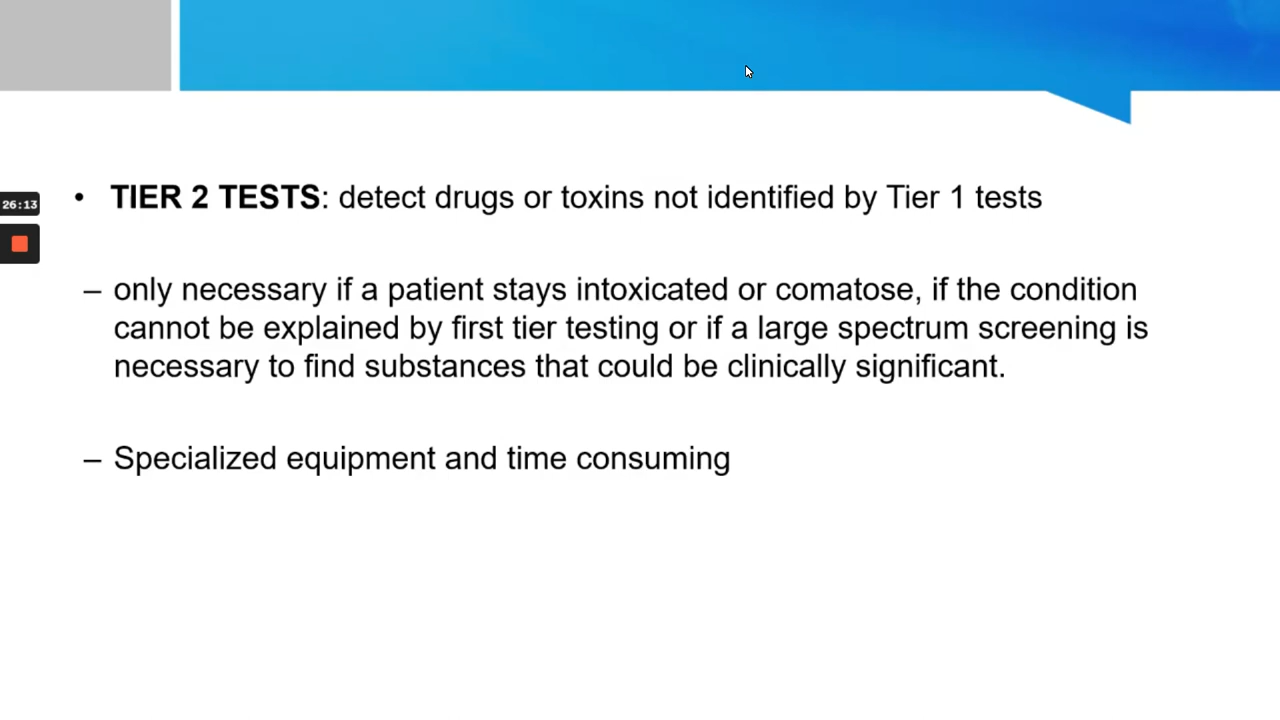 • TIER 2 TESTS: detect drugs or toxins not identified by Tier 1 tests
26:13
– only necessary if a patient stays intoxicated or comatose, if the condition
cannot be explained by first tier testing or if a large spectrum screening is
necessary to find substances that could be clinically significant.
– Specialized equipment and time consuming